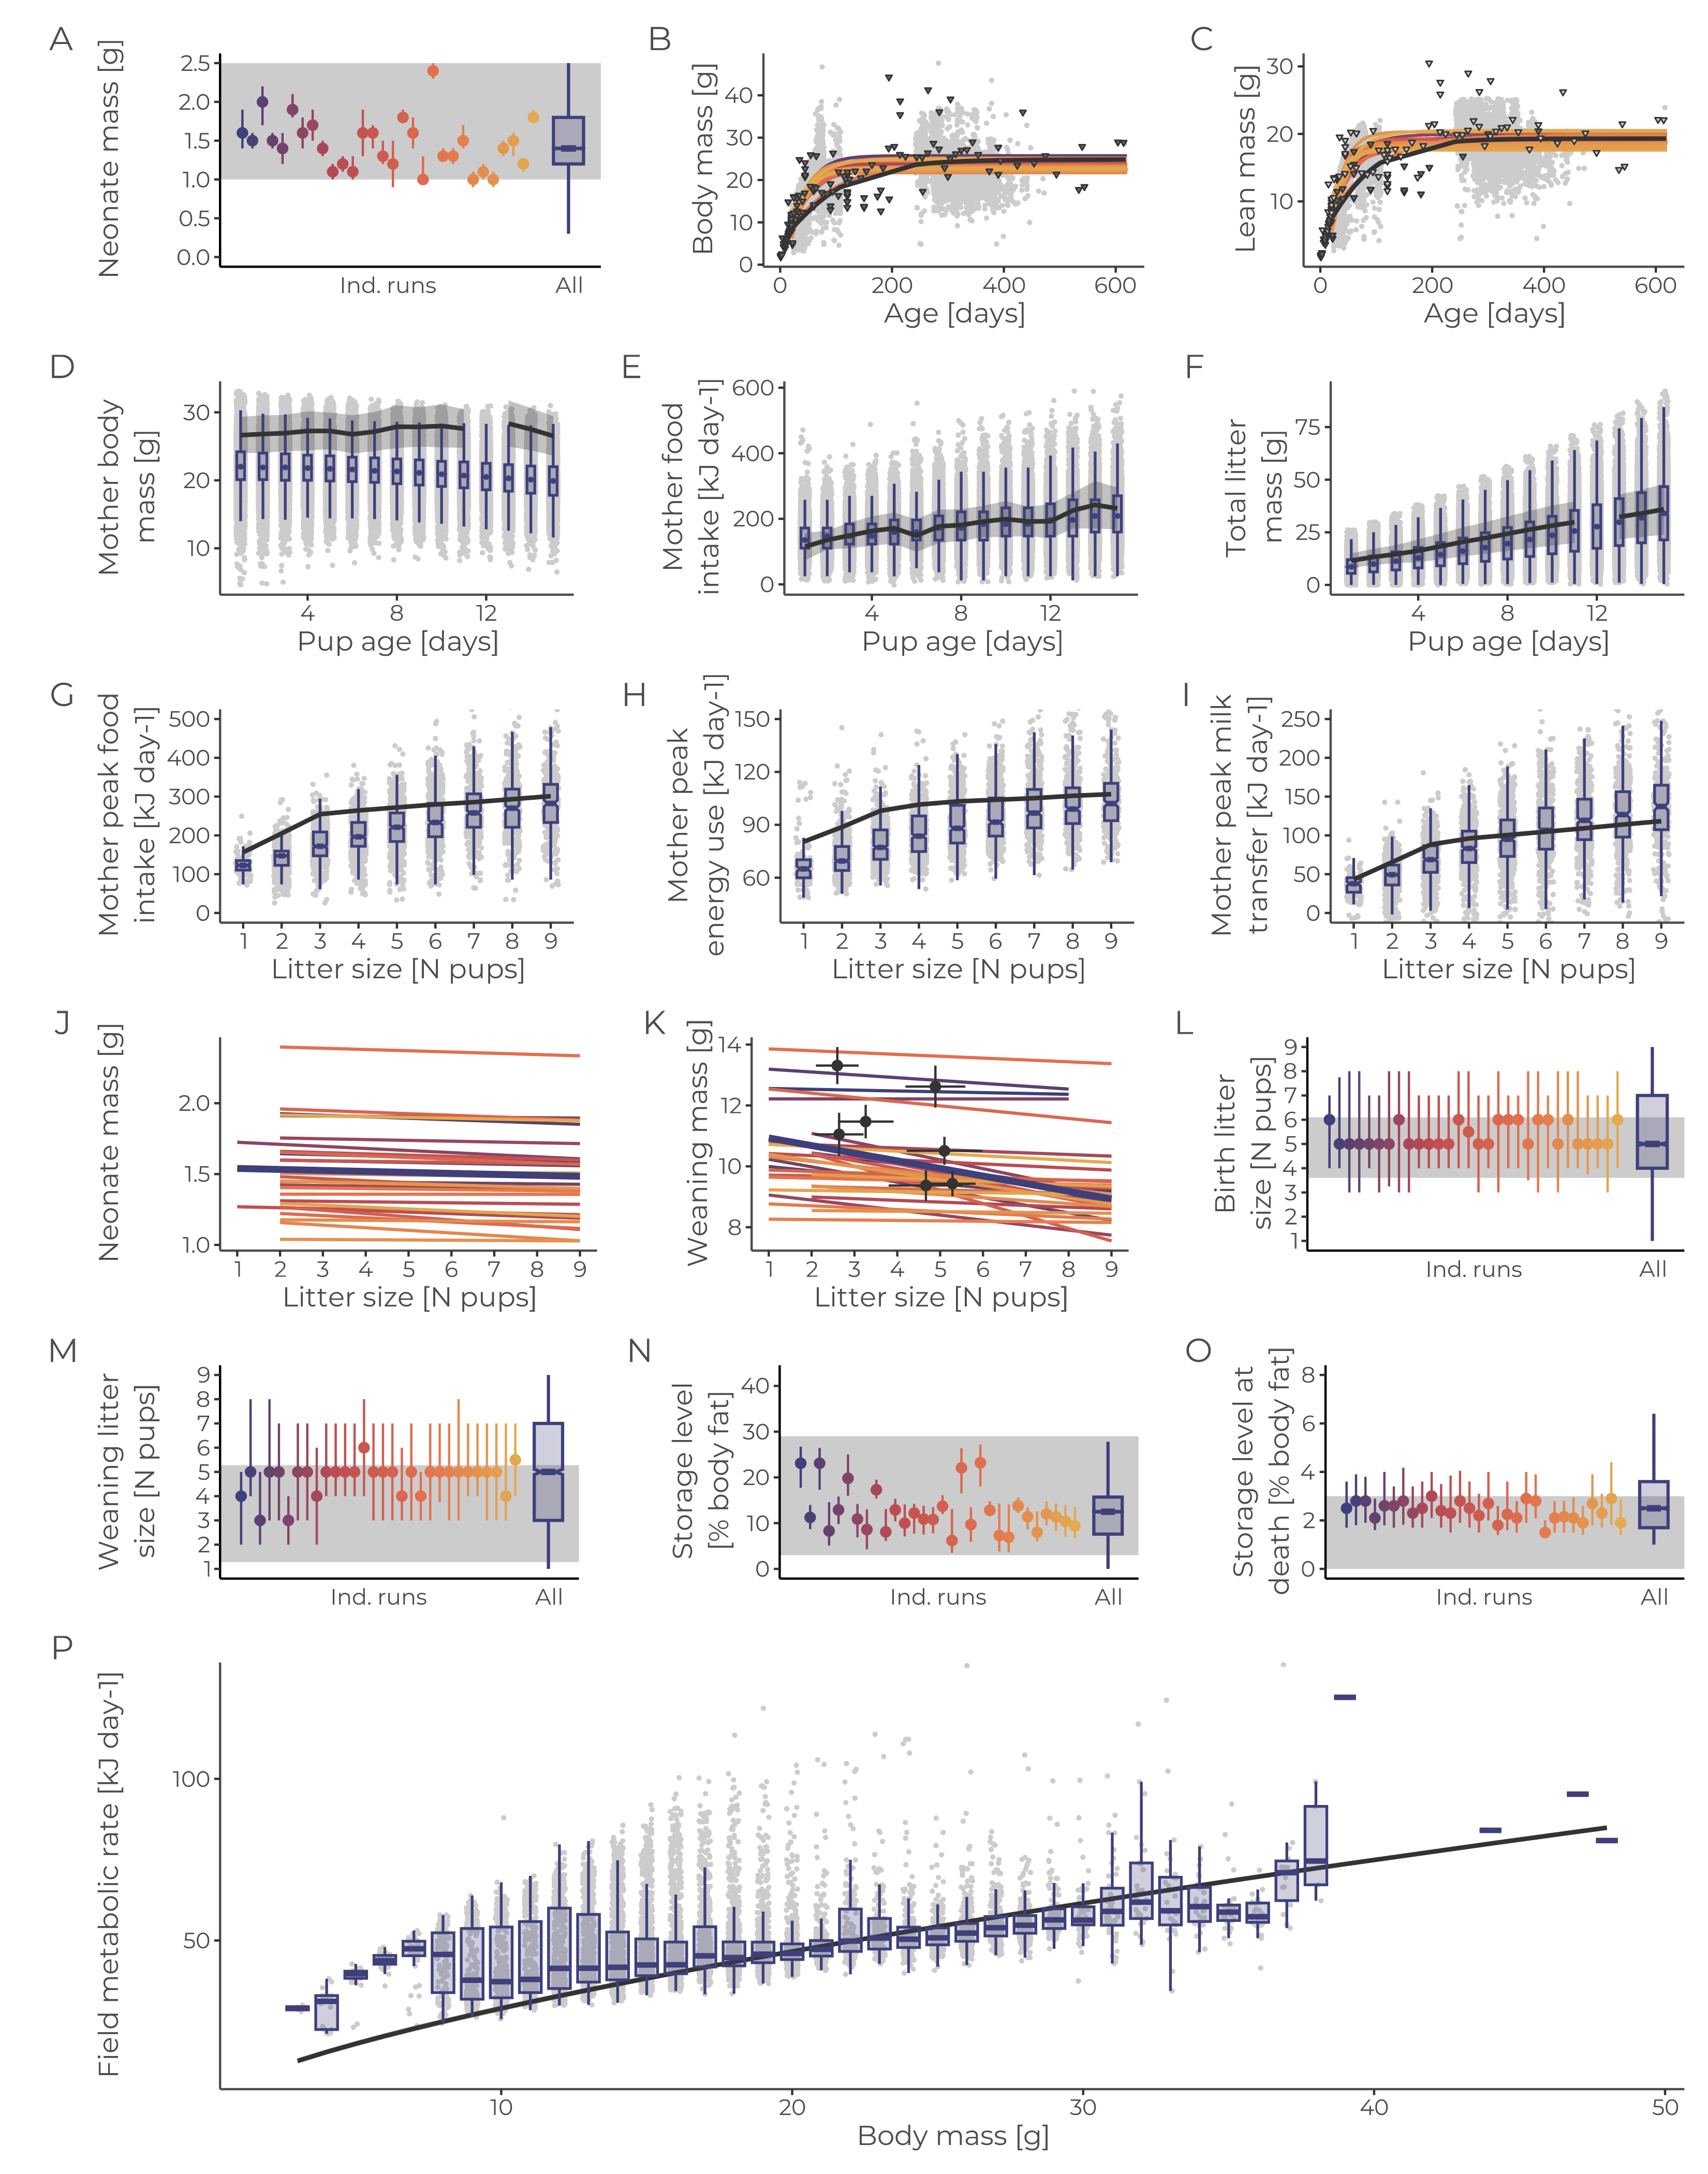 A
Neonate mass [g]
2.5
2.0
1.5
1.0
0.5
0.0
Ind. runs
All
B
Body mass [g]
40
30
20
10
0
0
200
400
600
Age [days]
C
Lean mass [g]
30
20
10
0
200
400
600
Age [days]
D
Mother body
mass [g]
30
20
10
4
8
12
Pup age [days]
E
Mother food
intake [kJ day-1]
600
400
200
0
4
8
12
Pup age [days]
F
Total litter
mass [g]
75
50
25
0
4
8
12
Pup age [days]
G
Mother peak food
intake [kJ day-1]
500
400
300
200
100
0
1 2 3 4 5 6 7 8 9
Litter size [N pups]
H
Mother peak
energy use [kJ day-1]
150
120
90
60
1 2 3 4 5 6 7 8 9
Litter size [N pups]
I
Mother peak milk
transfer [kJ day-1]
250
200
150
100
50
0
1 2 3 4 5 6 7 8 9
Litter size [N pups]
J
Neonate mass [g]
2.0
1.5
1.0
1 2 3 4 5 6 7 8 9
Litter size [N pups]
K
Weaning mass [g]
14
12
10
8
1 2 3 4 5 6 7 8 9
Litter size [N pups]
L
Birth litter
size [N pups]
9
8
7
6
5
4
3
2
1
Ind. runs
All
M
Weaning litter
size [N pups]
9
8
7
6
5
4
3
2
1
Ind. runs
All
N
Storage level
[% body fat]
40
30
20
10
0
Ind. runs
All
O
Storage level at
death [% body fat]
8
6
4
2
0
Ind. runs
All
P
Field metabolic rate [kJ day-1]
100
50
10
20
30
40
50
Body mass [g]